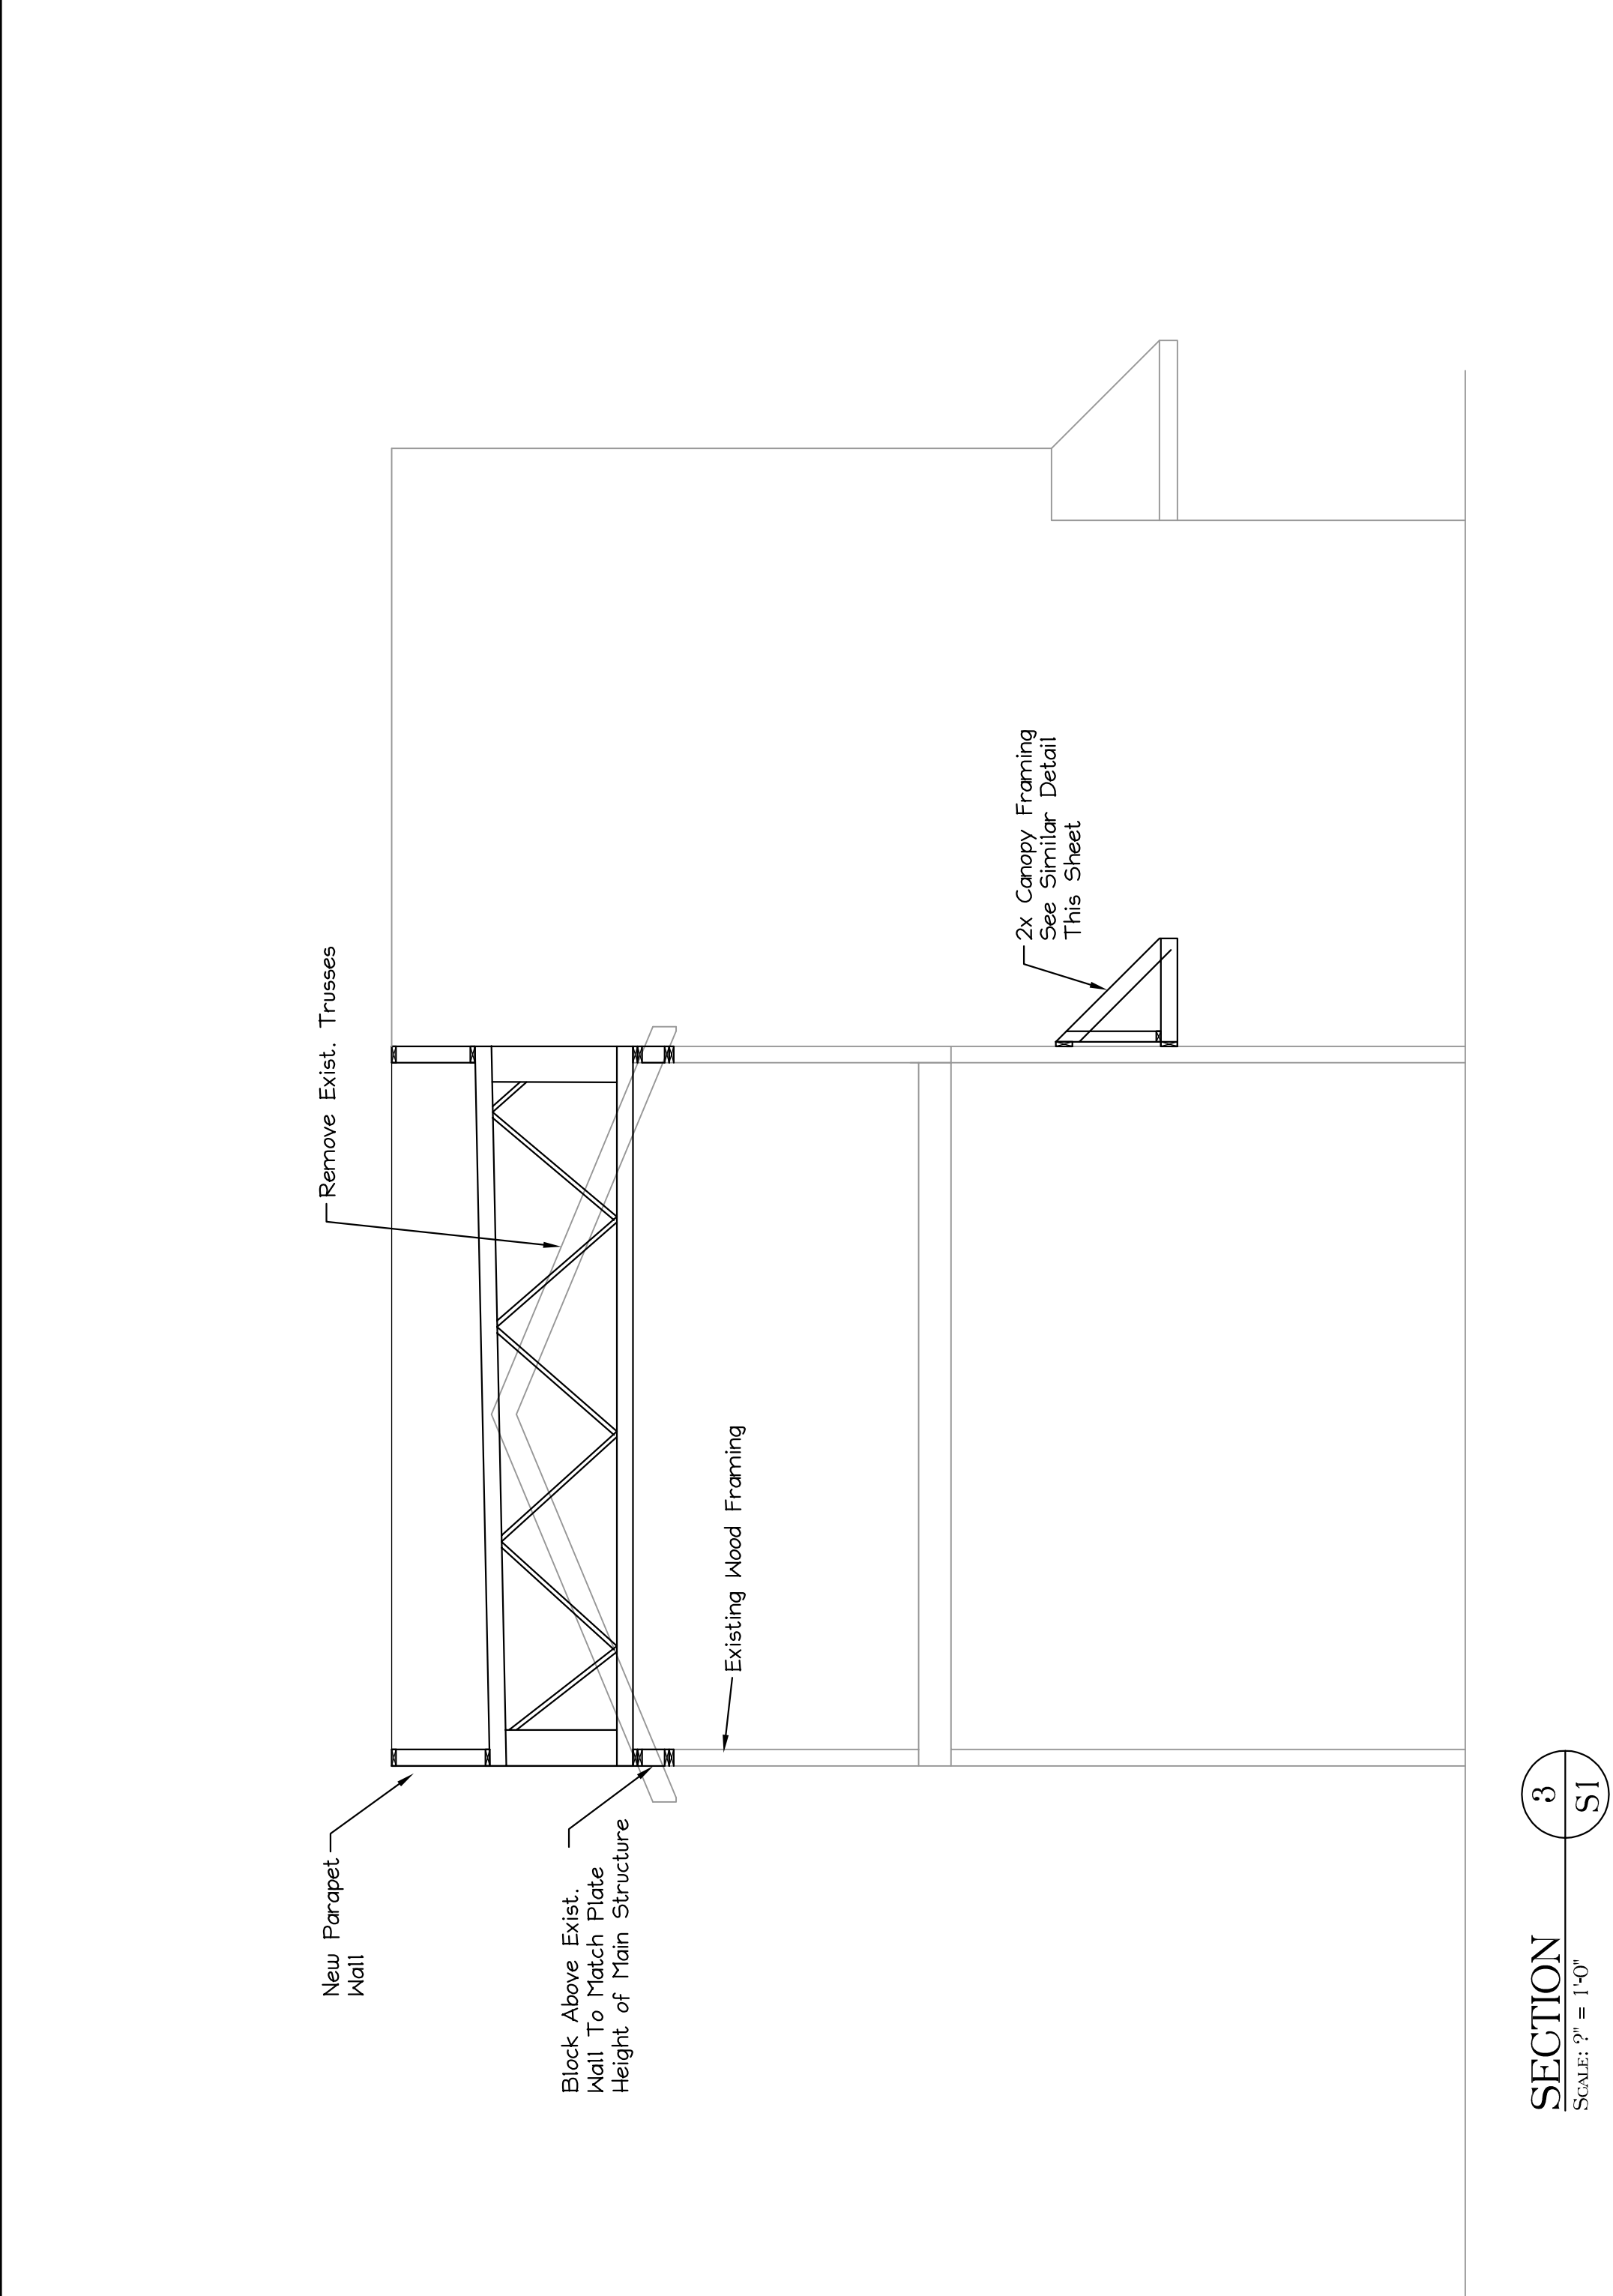 Remove Exist. Trusses
New Parapet
Wall
Block Above Exist.
Wall To Match Plate
Height of Main Structure
Existing Wood Framing
2x Canopy Framing
See Similar Detail
This Sheet
SECTION
SCALE: ?" = 1'-0"
3
S1